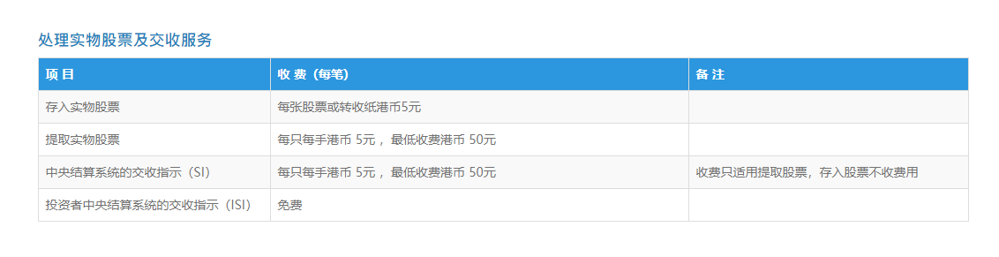 处理实物股票及交收服务
项 目 收 费（每笔） 备 注
存入实物股票 每张股票或转收纸港币5元
提取实物股票 每只每手港币 5元 ，最低收费港币 50元
中央结算系统的交收指示（SI） 每只每手港币 5元 ，最低收费港币 50元 收费只适用提取股票，存入股票不收费用
投资者中央结算系统的交收指示（ISI） 免费